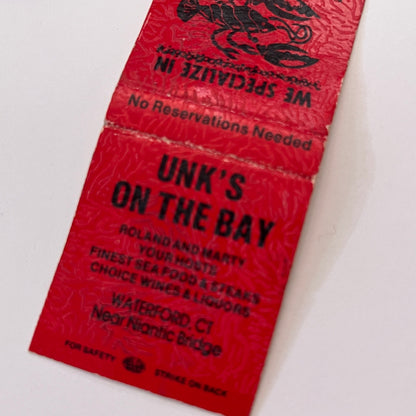 WE SPECIALIZE IN
No Reservations Needed
UNK'S
ON THE BAY
ROLAND AND MARTY
YOUR HOSTS
FINEST SEA FOOD & STEAKS
CHOICE WINES & LIQUORS
WATERFORD, CT
Near Niantic Bridge
FOR SAFETY STRIKE ON BACK